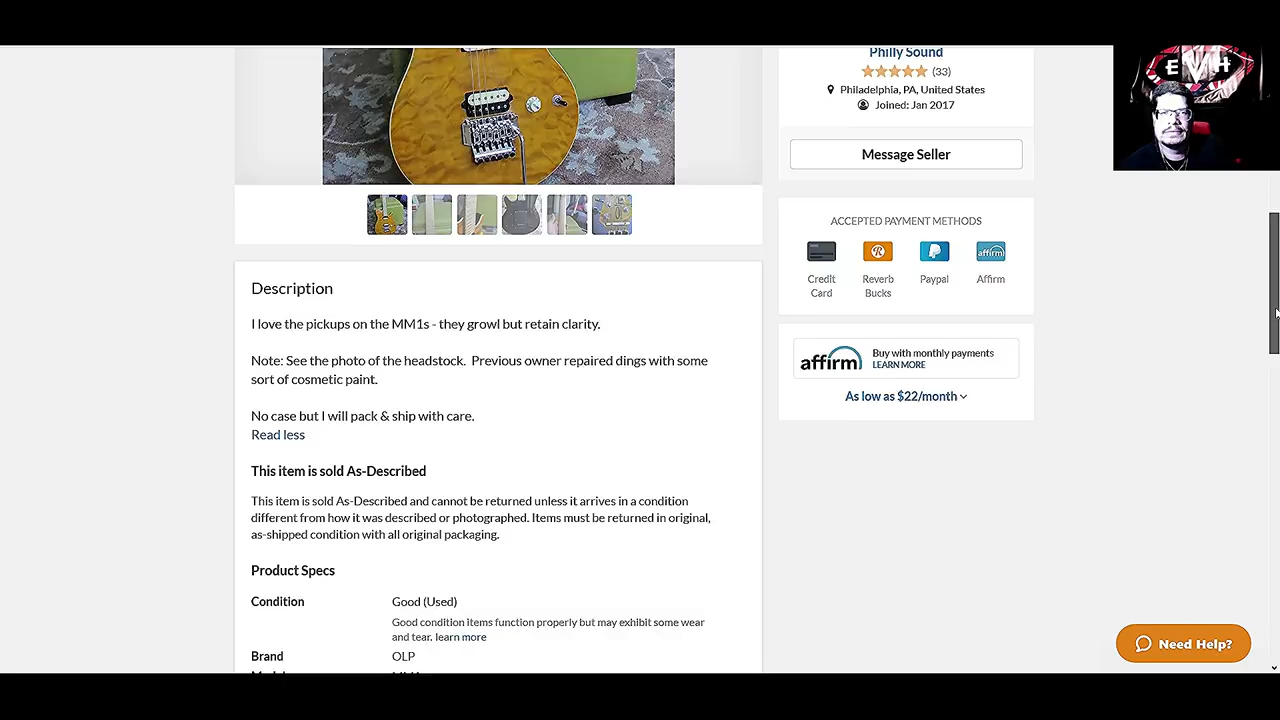 Philly Sound
(33)
Philadelphia, PA, United States
Joined: Jan 2017
EVH
Message Seller
ACCEPTED PAYMENT METHODS
affirm
Credit Card
Reverb Bucks
Paypal
Affirm
affirm
Buy with monthly payments
LEARN MORE
As low as $22/month
Description
I love the pickups on the MM1s - they growl but retain clarity.
Note: See the photo of the headstock. Previous owner repaired dings with some
sort of cosmetic paint.
No case but I will pack & ship with care.
Read less
This item is sold As-Described
This item is sold As-Described and cannot be returned unless it arrives in a condition
different from how it was described or photographed. Items must be returned in original,
as-shipped condition with all original packaging.
Product Specs
Condition
Good (Used)
Good condition items function properly but may exhibit some wear
and tear. learn more
Brand
OLP
Need Help?